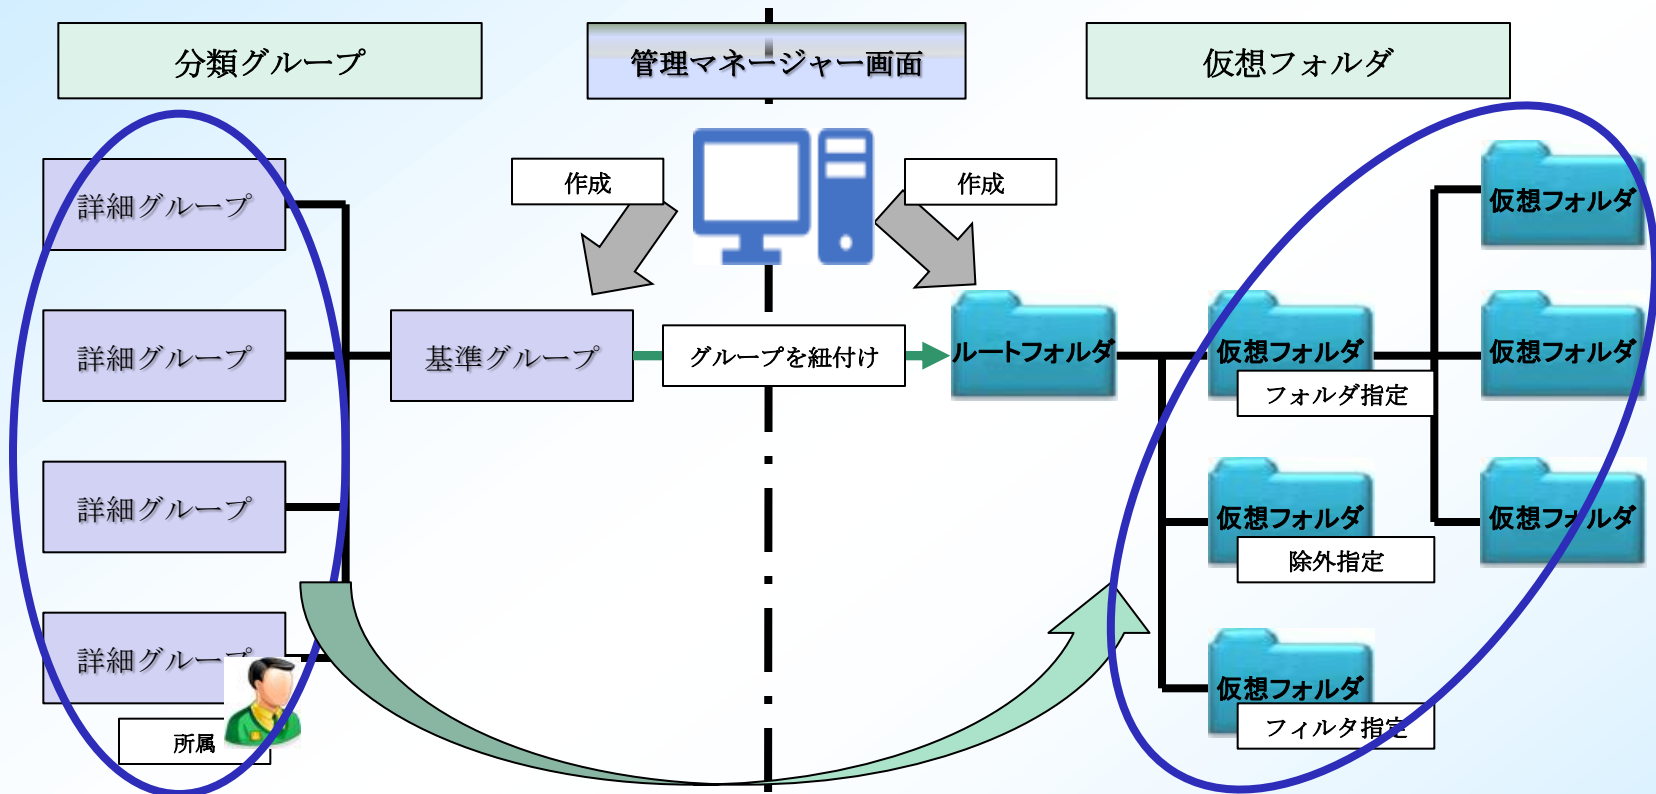 分類グループ
管理マネージャー画面
仮想フォルダ
作成
作成
詳細グループ
仮想フォルダ
詳細グループ
基準グループ
グループを紐付け
ルートフォルダ
仮想フォルダ
仮想フォルダ
フォルダ指定
詳細グループ
仮想フォルダ
仮想フォルダ
除外指定
詳細グループ
仮想フォルダ
フィルタ指定
所属